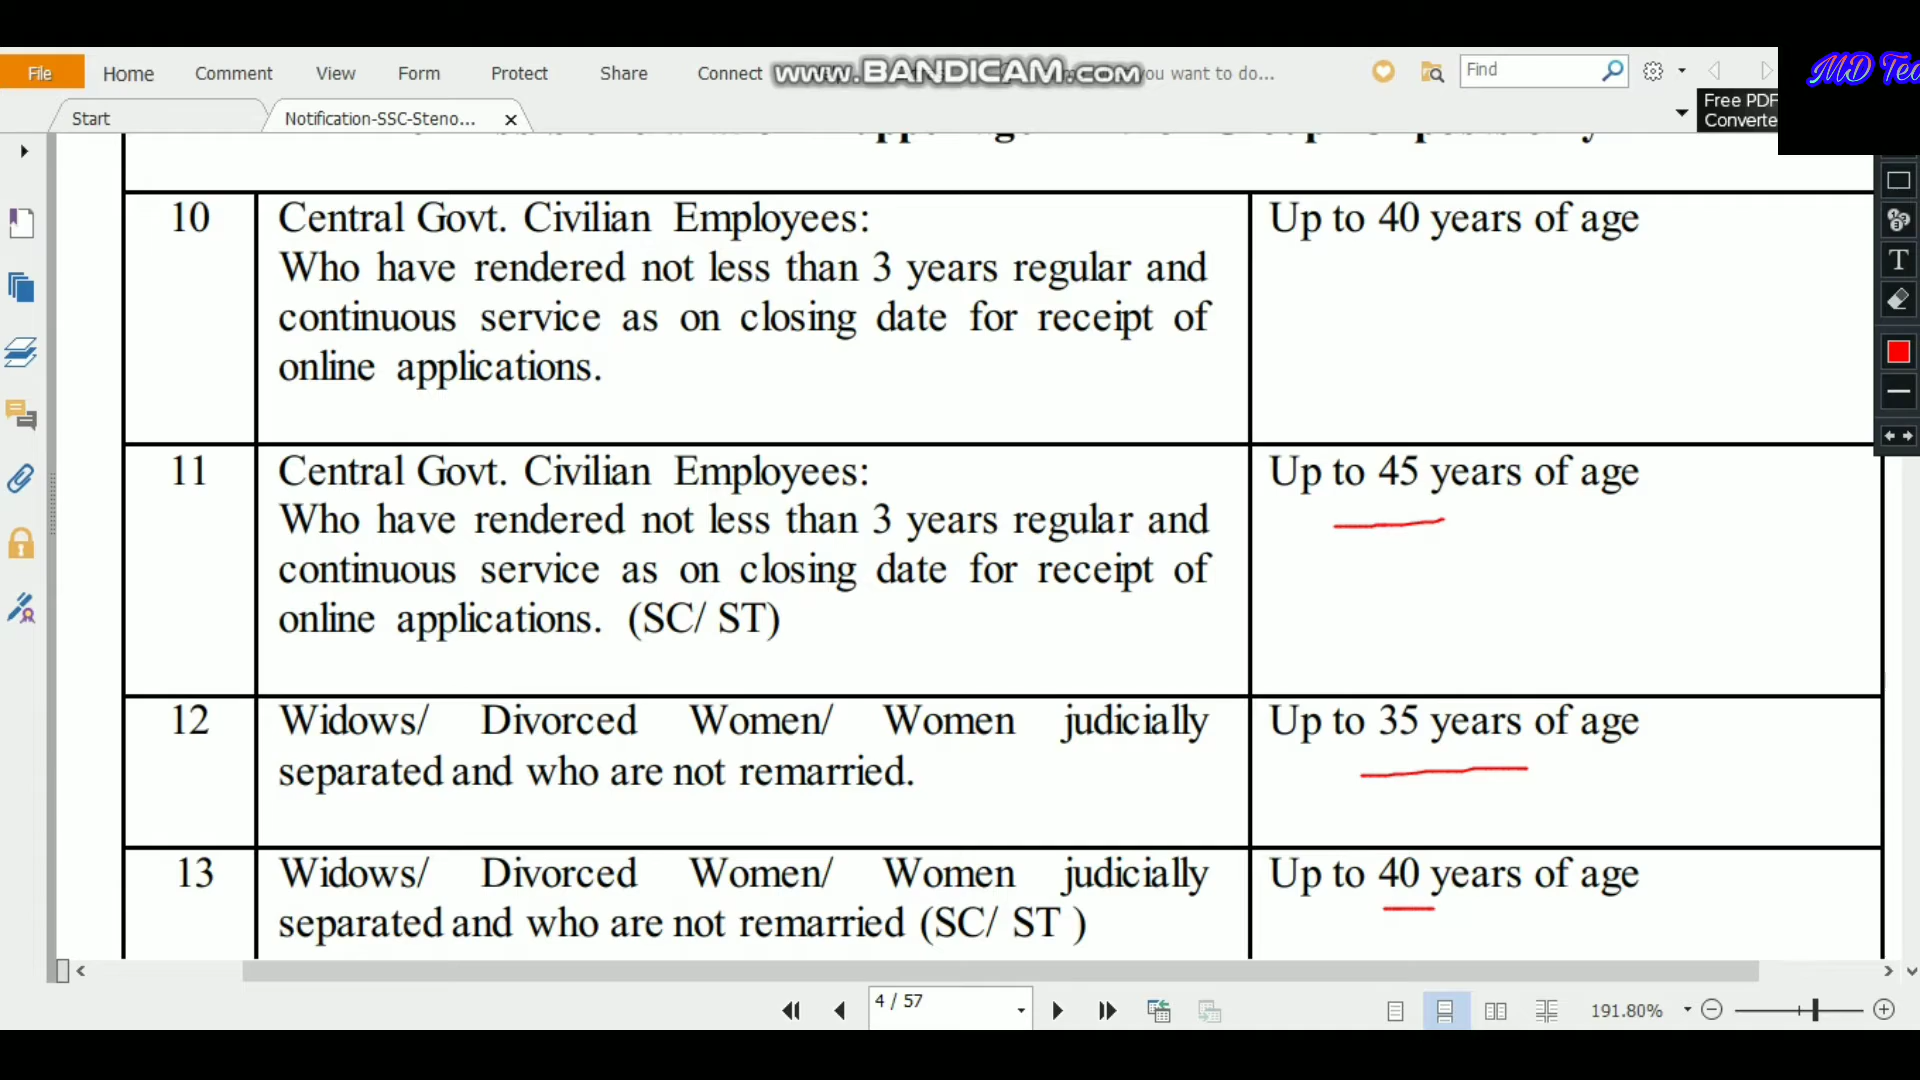 www.BANDICAM.com
MD Tec
File Home Comment View Form Protect Share Connect you want to do... Find
Start Notification-SSC-Steno...
Free PDF
Converte
10 Central Govt. Civilian Employees: Up to 40 years of age
Who have rendered not less than 3 years regular and
continuous service as on closing date for receipt of
online applications.
11 Central Govt. Civilian Employees: Up to 45 years of age
Who have rendered not less than 3 years regular and
continuous service as on closing date for receipt of
online applications. (SC/ ST)
12 Widows/ Divorced Women/ Women judicially Up to 35 years of age
separated and who are not remarried.
13 Widows/ Divorced Women/ Women judicially Up to 40 years of age
separated and who are not remarried (SC/ ST )
4 / 57 191.80%